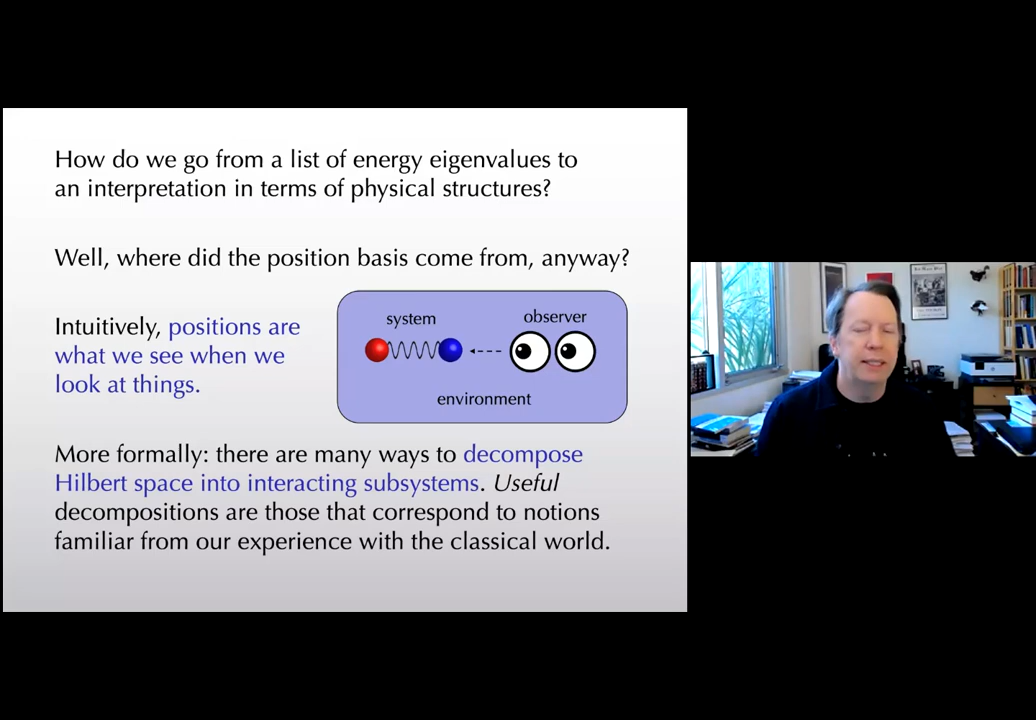 How do we go from a list of energy eigenvalues to
an interpretation in terms of physical structures?
Well, where did the position basis come from, anyway?
Intuitively, positions are
what we see when we
look at things.
system
observer
environment
More formally: there are many ways to decompose
Hilbert space into interacting subsystems. Useful
decompositions are those that correspond to notions
familiar from our experience with the classical world.